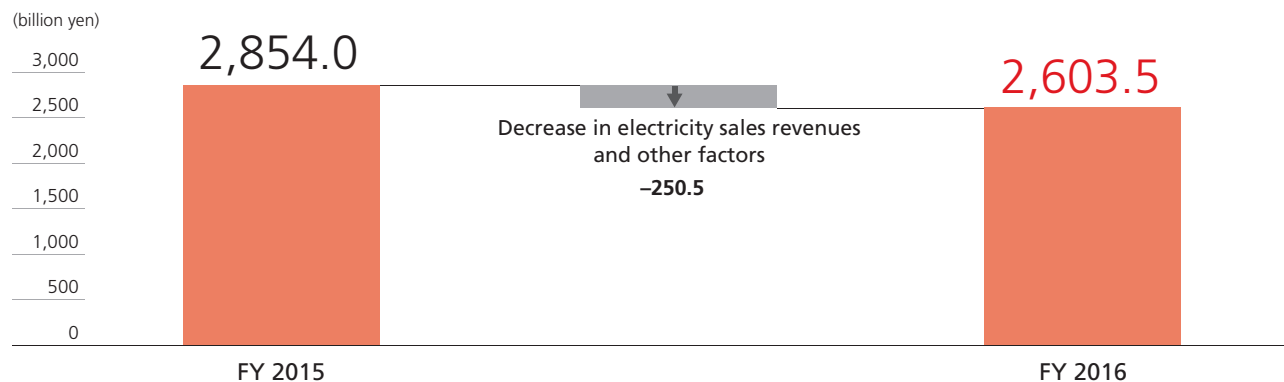 (billion yen)
3,000
2,500
2,000
1,500
1,000
500
0
2,854.0
Decrease in electricity sales revenues
and other factors
–250.5
2,603.5
FY 2015
FY 2016